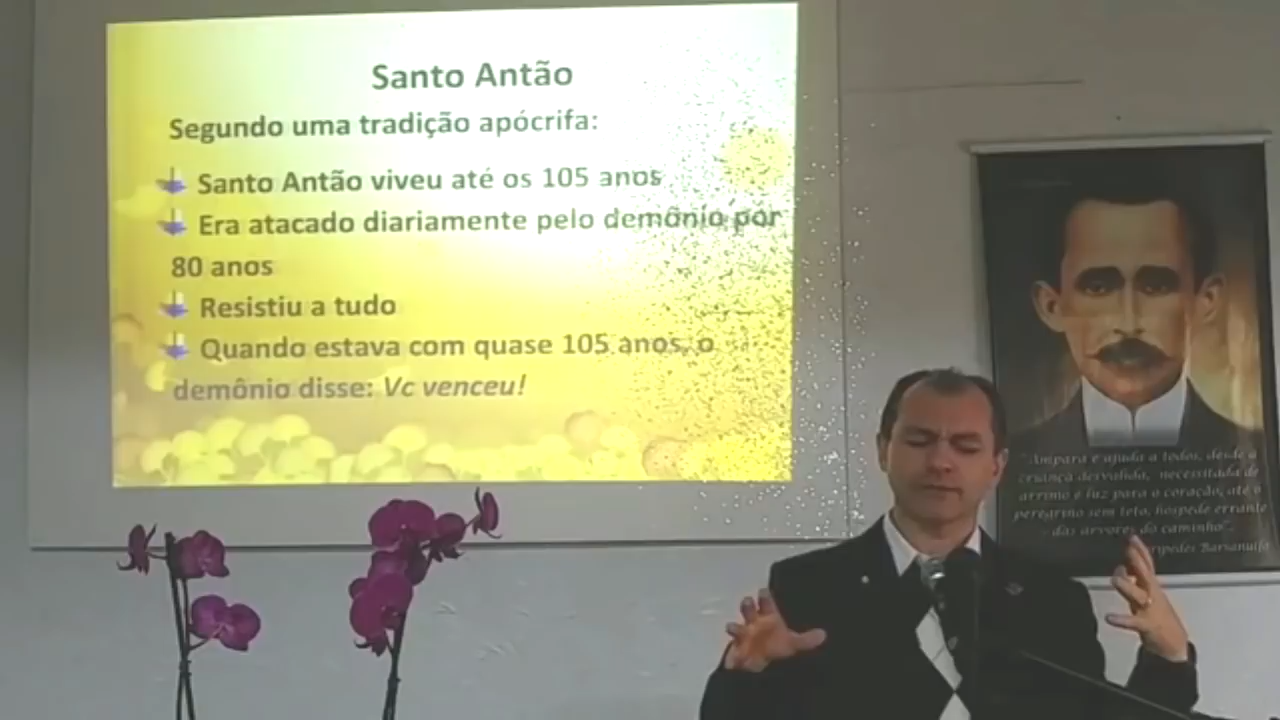 Santo Antão
Segundo uma tradição apócrifa:
Santo Antão viveu até os 105 anos
Era atacado diariamente pelo demônio por
80 anos
Resistiu a tudo
Quando estava com quase 105 anos, o
demônio disse: Vc venceu!
"Ampara e ajuda a todos, desde a
criança desvalida, necessitada de
arrimo e luz para o coração, até o
peregrino sem teto, hóspede errante
das árvores do caminho".
Eurípedes Barsanulfo